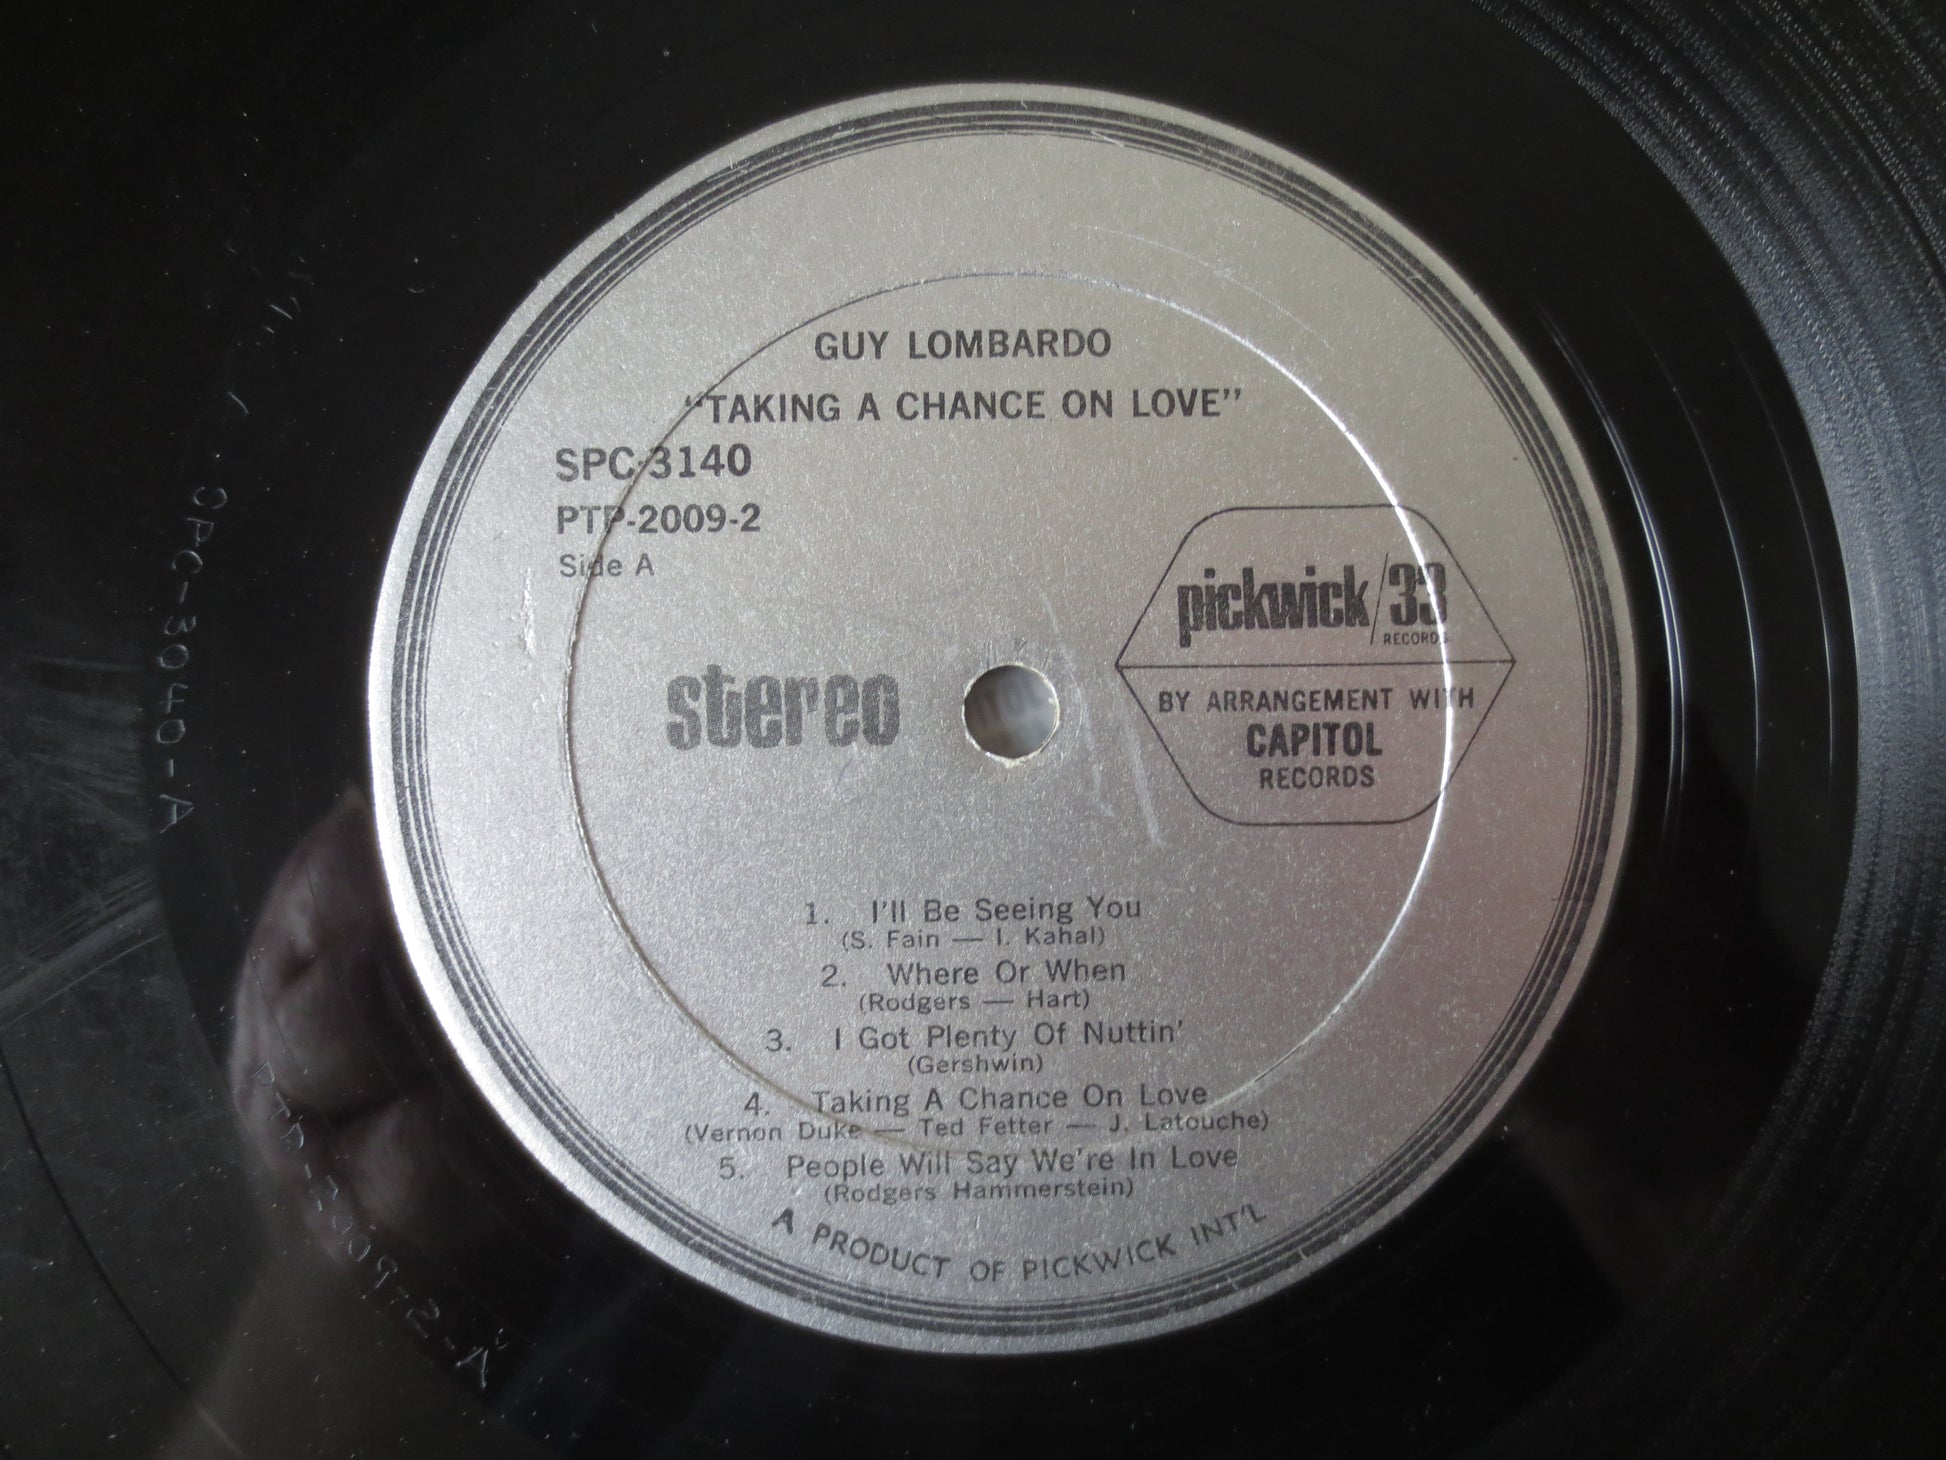 GUY LOMBARDO
"TAKING A CHANCE ON LOVE"
SPC-3140
PTP-2009-2
Side A
stereo
pickwick/33
RECORDS
BY ARRANGEMENT WITH
CAPITOL
RECORDS
1. I'll Be Seeing You
(S. Fain — I. Kahal)
2. Where Or When
(Rodgers — Hart)
3. I Got Plenty Of Nuttin'
(Gershwin)
4. Taking A Chance On Love
(Vernon Duke — Ted Fetter — J. Latouche)
5. People Will Say We're In Love
(Rodgers Hammerstein)
A PRODUCT OF PICKWICK INT'L
SPC-3040-A
PTP-2009-2-A